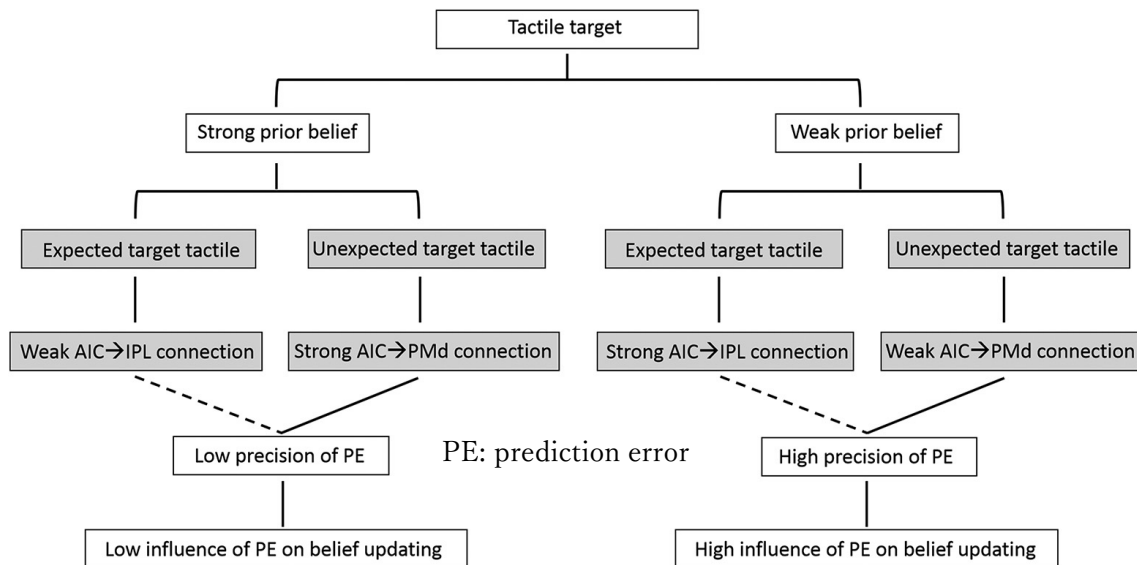 Tactile target
Strong prior belief
Weak prior belief
Expected target tactile
Unexpected target tactile
Expected target tactile
Unexpected target tactile
Weak AIC→IPL connection
Strong AIC→PMd connection
Strong AIC→IPL connection
Weak AIC→PMd connection
Low precision of PE
PE: prediction error
High precision of PE
Low influence of PE on belief updating
High influence of PE on belief updating